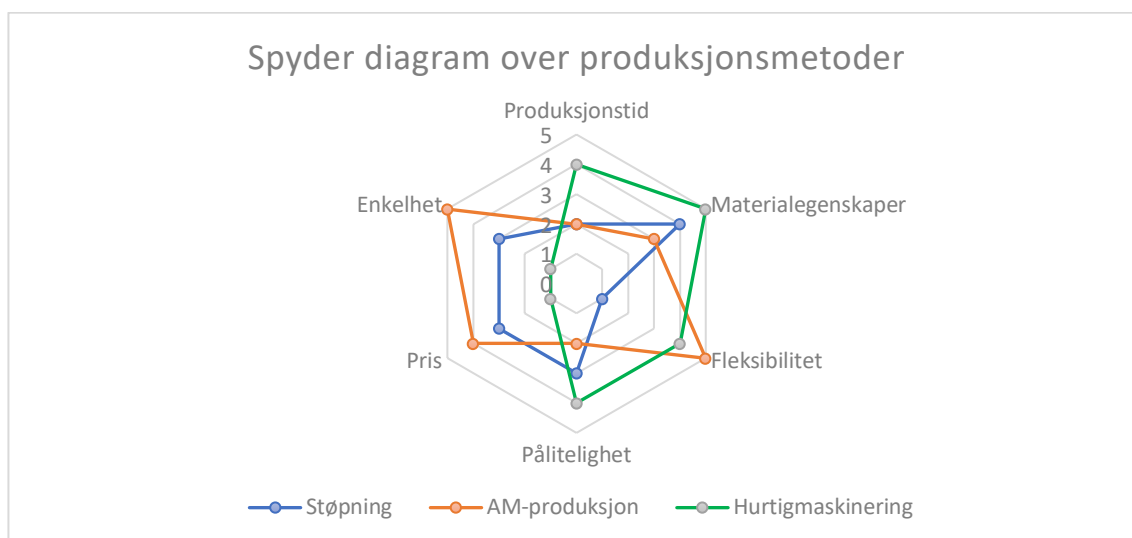 Spyder diagram over produksjonsmetoder
Produksjonstid
5
4
3
2
1
0
Enkelhet
Materialegenskaper
Pris
Fleksibilitet
Pålitelighet
Støpning
AM-produksjon
Hurtigmaskinering